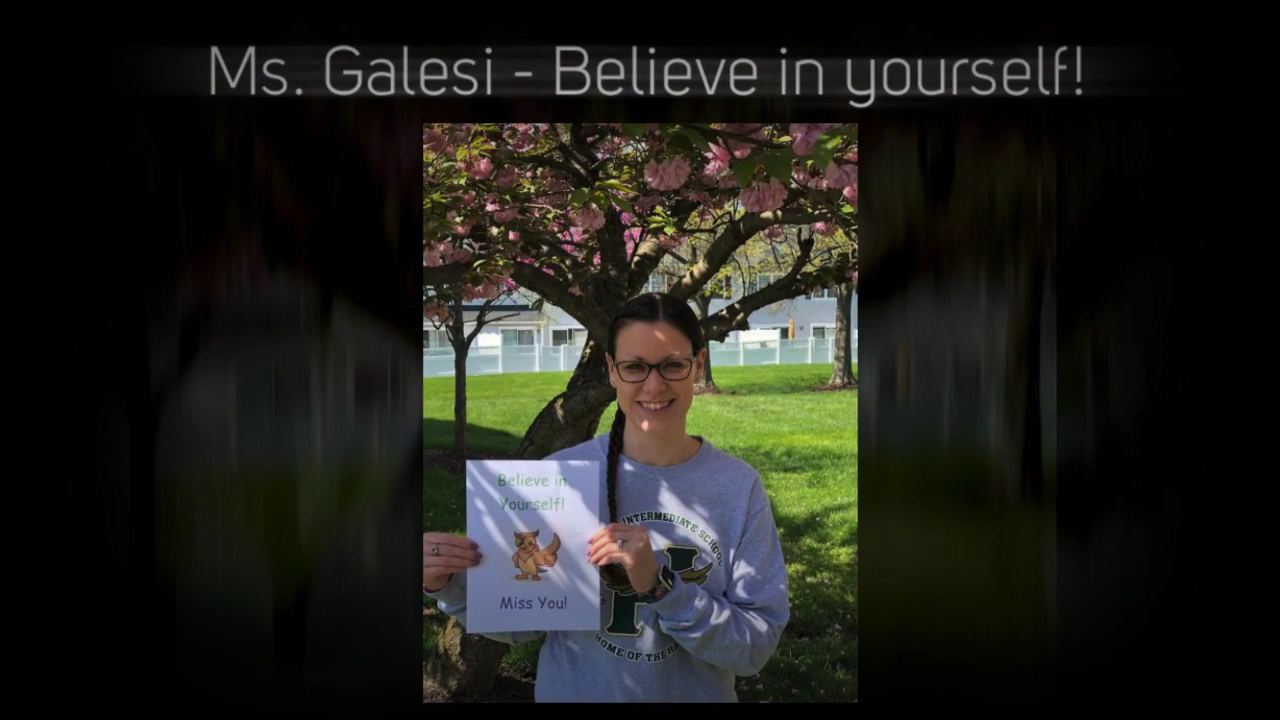 Ms. Galesi - Believe in yourself!
Believe in
Yourself!
Miss You!
INTERMEDIATE SCHOOL
HOME OF THE